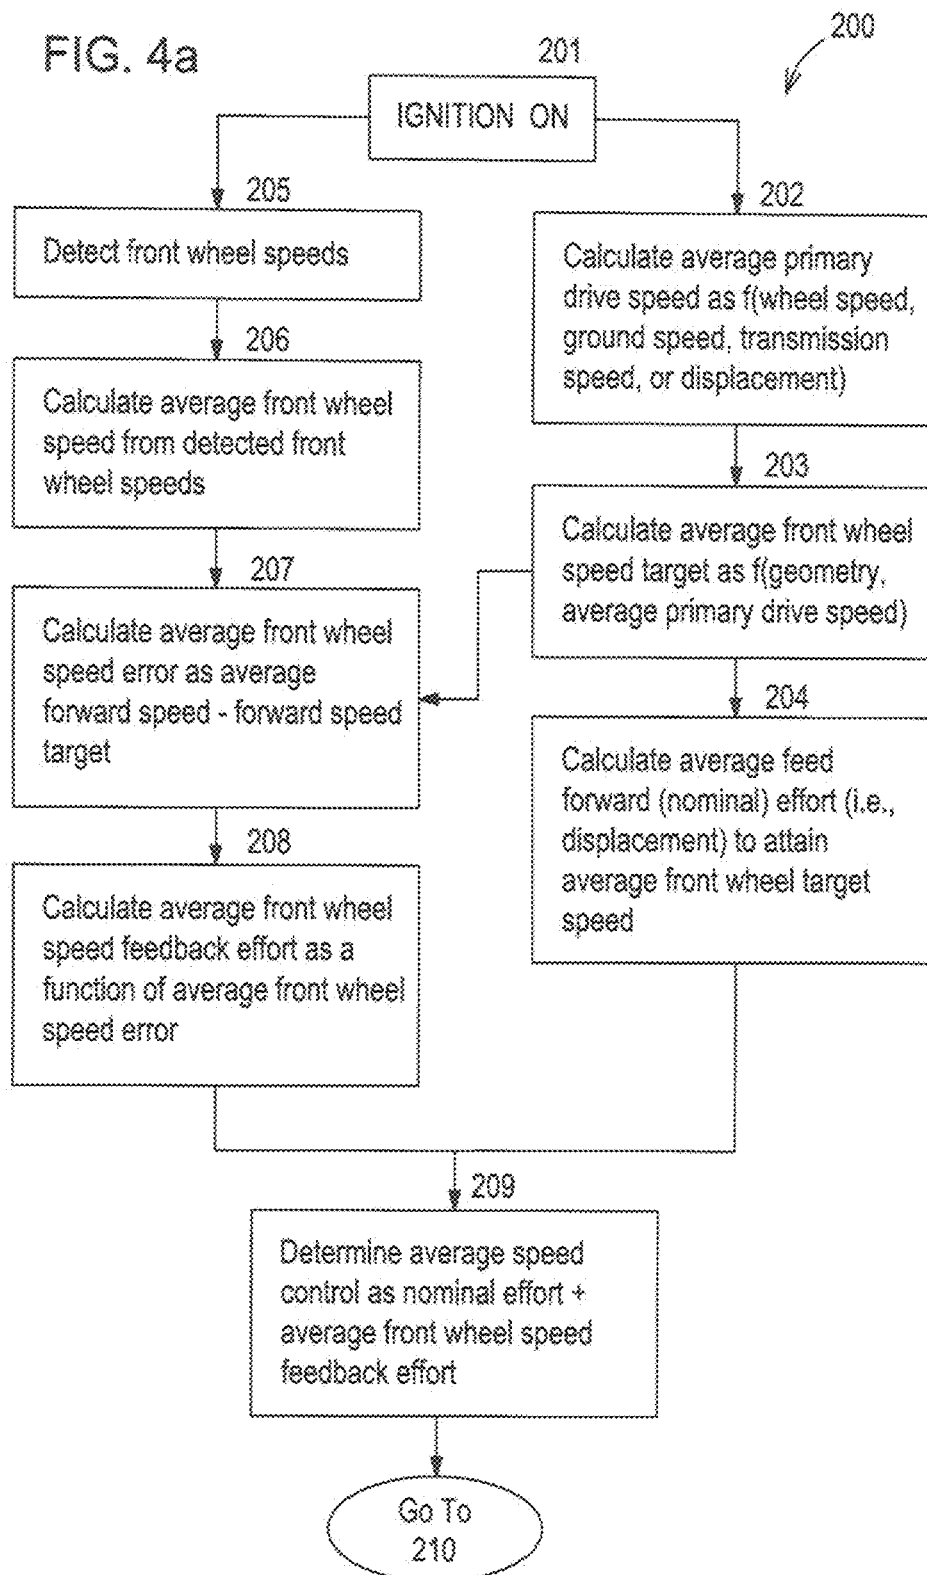 FIG. 4a
200
201
IGNITION ON
205
Detect front wheel speeds
206
Calculate average front wheel
speed from detected front
wheel speeds
207
Calculate average front wheel
speed error as average
forward speed - forward speed
target
208
Calculate average front wheel
speed feedback effort as a
function of average front wheel
speed error
202
Calculate average primary
drive speed as f(wheel speed,
ground speed, transmission
speed, or displacement)
203
Calculate average front wheel
speed target as f(geometry,
average primary drive speed)
204
Calculate average feed
forward (nominal) effort (i.e.,
displacement) to attain
average front wheel target
speed
209
Determine average speed
control as nominal effort +
average front wheel speed
feedback effort
Go To
210